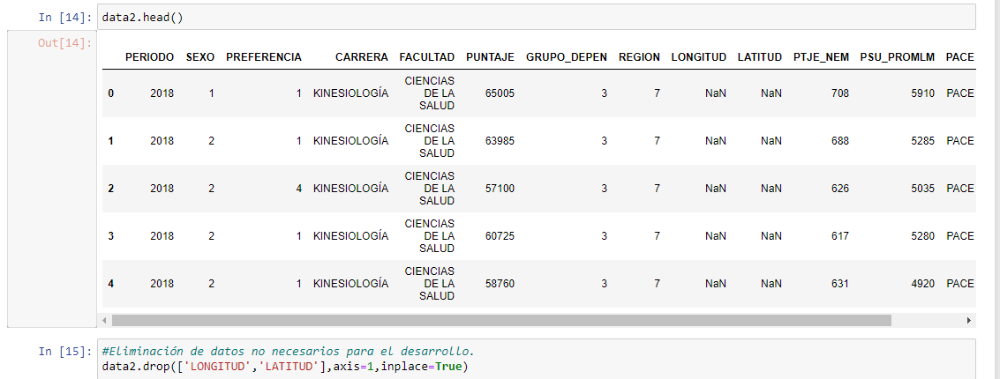 In [14]: data2.head()
Out[14]:
PERIODO SEXO PREFERENCIA CARRERA FACULTAD PUNTAJE GRUPO_DEPEN REGION LONGITUD LATITUD PTJE_NEM PSU_PROMLM PACE
0 2018 1 1 KINESIOLOGÍA CIENCIAS DE LA SALUD 65005 3 7 NaN NaN 708 5910 PACE
1 2018 2 1 KINESIOLOGÍA CIENCIAS DE LA SALUD 63985 3 7 NaN NaN 688 5285 PACE
2 2018 2 4 KINESIOLOGÍA CIENCIAS DE LA SALUD 57100 3 7 NaN NaN 626 5035 PACE
3 2018 2 1 KINESIOLOGÍA CIENCIAS DE LA SALUD 60725 3 7 NaN NaN 617 5280 PACE
4 2018 2 1 KINESIOLOGÍA CIENCIAS DE LA SALUD 58760 3 7 NaN NaN 631 4920 PACE
In [15]: #Eliminación de datos no necesarios para el desarrollo.
data2.drop(['LONGITUD','LATITUD'],axis=1,inplace=True)